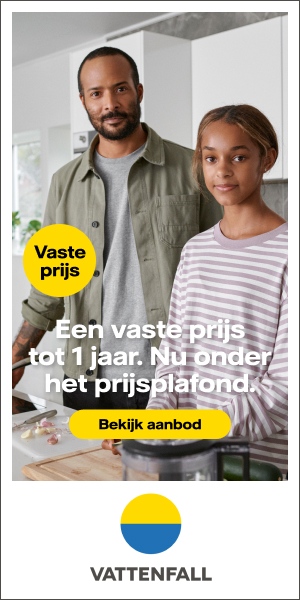 Vaste
prijs
Een vaste prijs
tot 1 jaar. Nu onder
het prijsplafond.
Bekijk aanbod
VATTENFALL